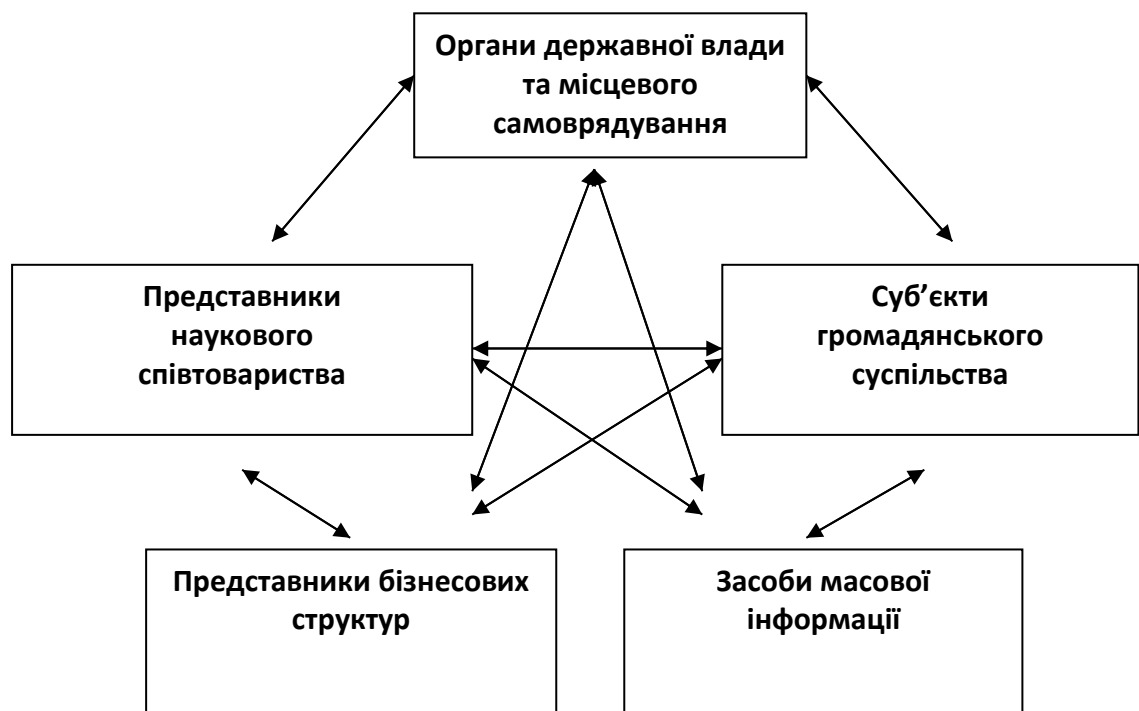 Органи державної влади
та місцевого
самоврядування
Представники
наукового
співтовариства
Суб’єкти
громадянського
суспільства
Представники бізнесових
структур
Засоби масової
інформації